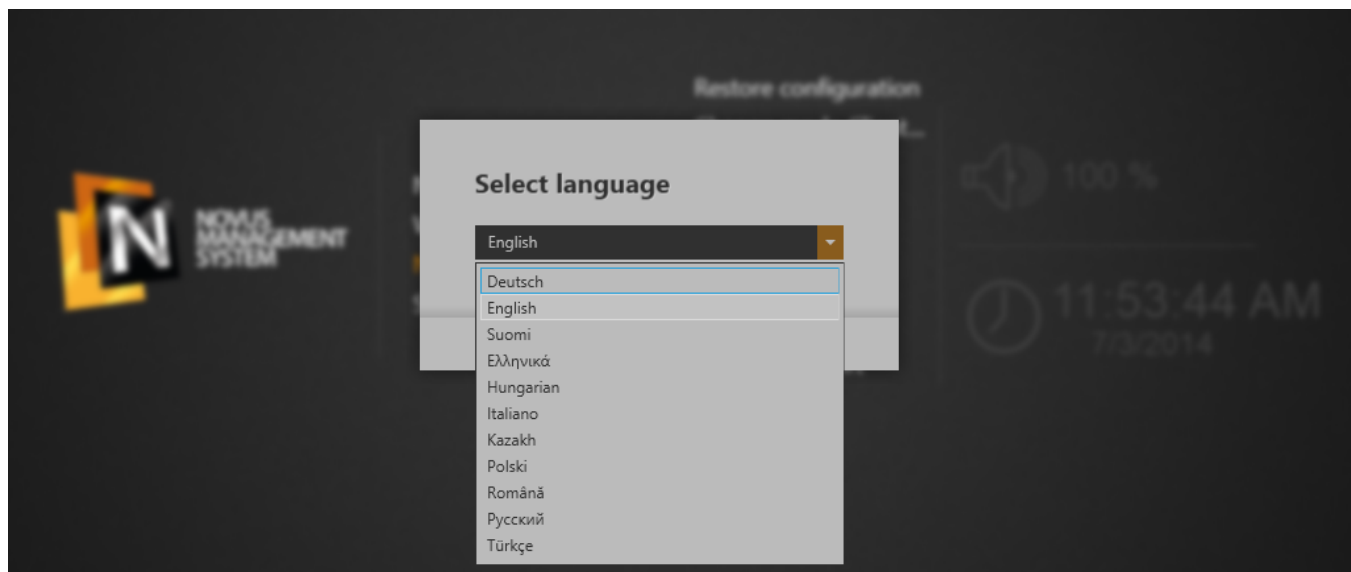 Restore configuration
Select language
English
Deutsch
English
Suomi
Ελληνικά
Hungarian
Italiano
Kazakh
Polski
Română
Русский
Türkçe
NOVUS
MANAGEMENT
SYSTEM
100 %
11:53:44 AM
7/3/2014